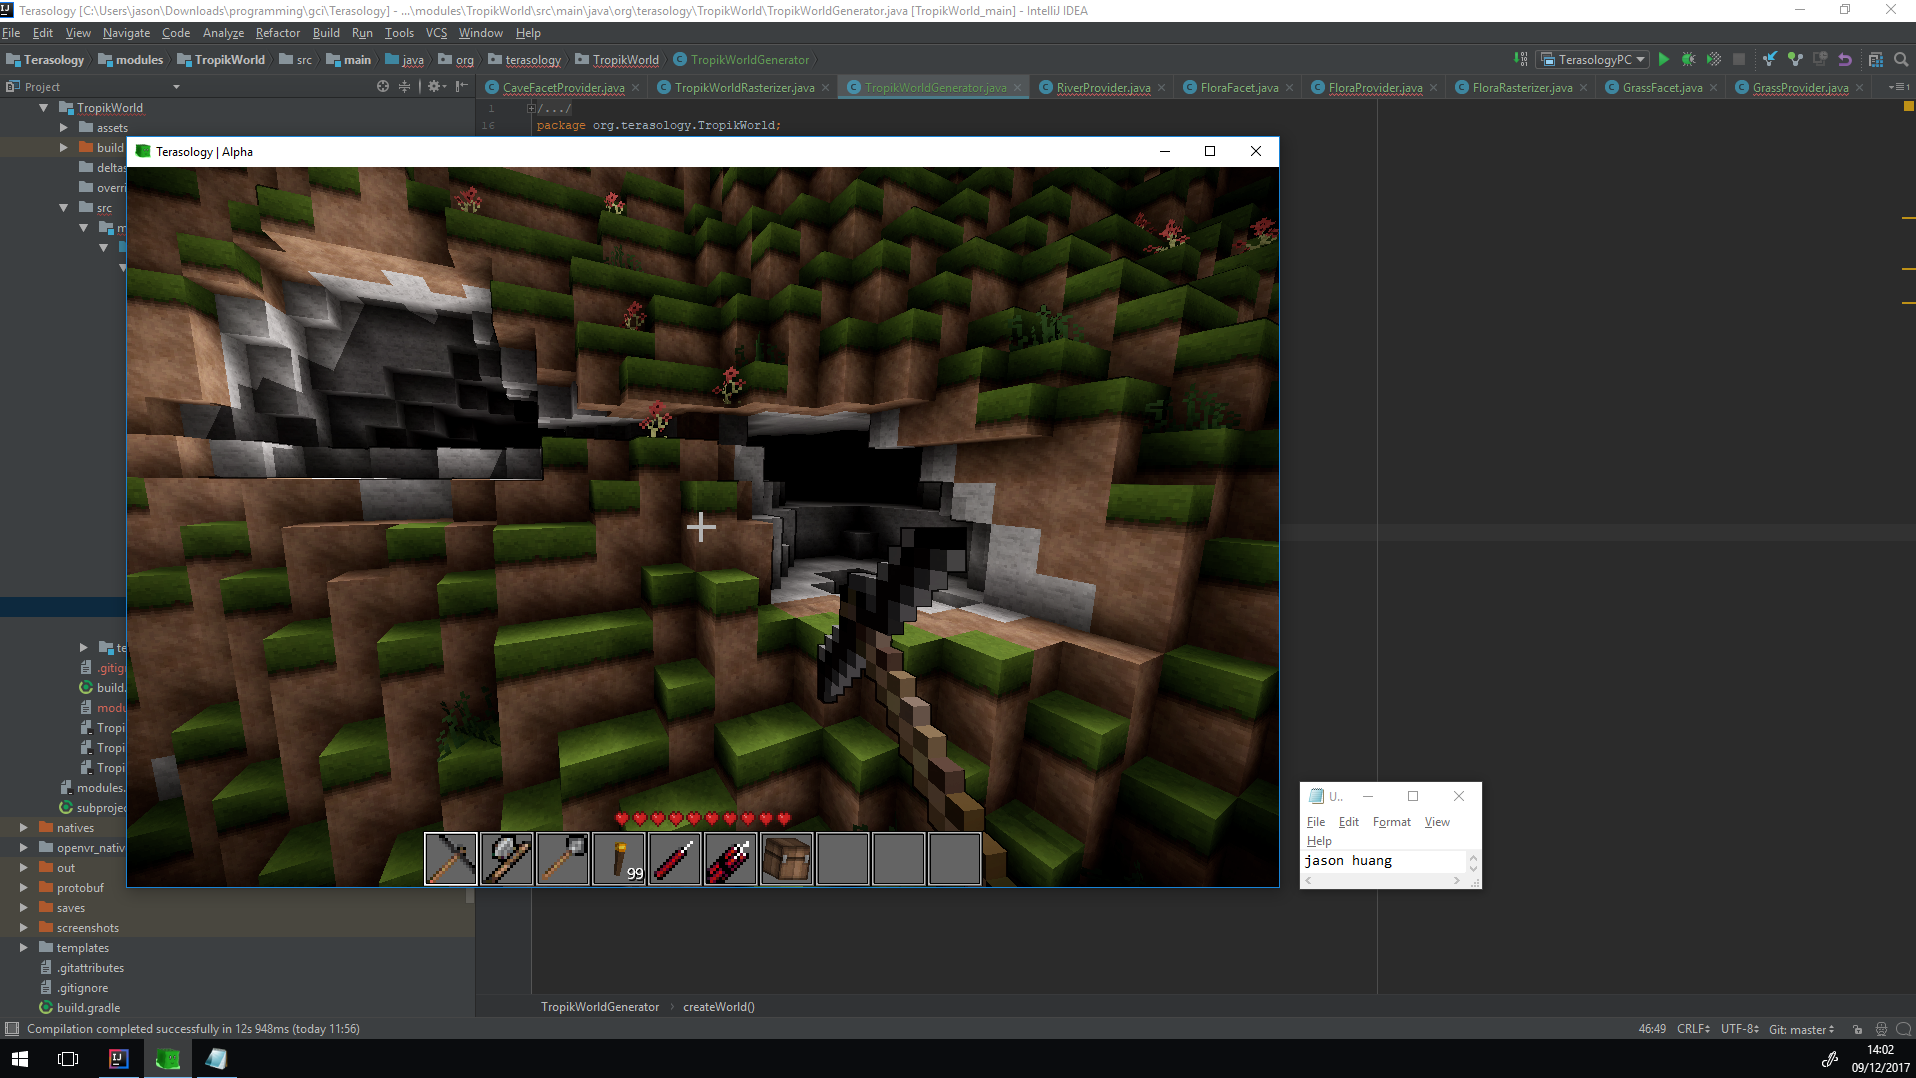 Terasology [C:\Users\jason\Downloads\programming\gci\Terasology] - ...\modules\TropikWorld\src\main\java\org\terasology\TropikWorld\TropikWorldGenerator.java [TropikWorld_main] - IntelliJ IDEA
File Edit View Navigate Code Analyze Refactor Build Run Tools VCS Window Help
Terasology modules TropikWorld src main java org terasology TropikWorld TropikWorldGenerator TerasologyPC
Project CaveFacetProvider.java TropikWorldRasterizer.java TropikWorldGenerator.java RiverProvider.java FloraFacet.java FloraProvider.java FloraRasterizer.java GrassFacet.java GrassProvider.java
TropikWorld 1 /.../
assets 16 package org.terasology.TropikWorld;
build
Terasology | Alpha
deltas
overri
src
m
te
.gitig
build.
modu
Tropi
Tropi
Tropi
modules.
subprojec
natives
openvr_nativ
out
protobuf
saves
screenshots
templates
.gitattributes
.gitignore
build.gradle
99
U..
File Edit Format View
Help
jason huang
TropikWorldGenerator createWorld()
Compilation completed successfully in 12s 948ms (today 11:56) 46:49 CRLF UTF-8 Git: master
14:02
09/12/2017